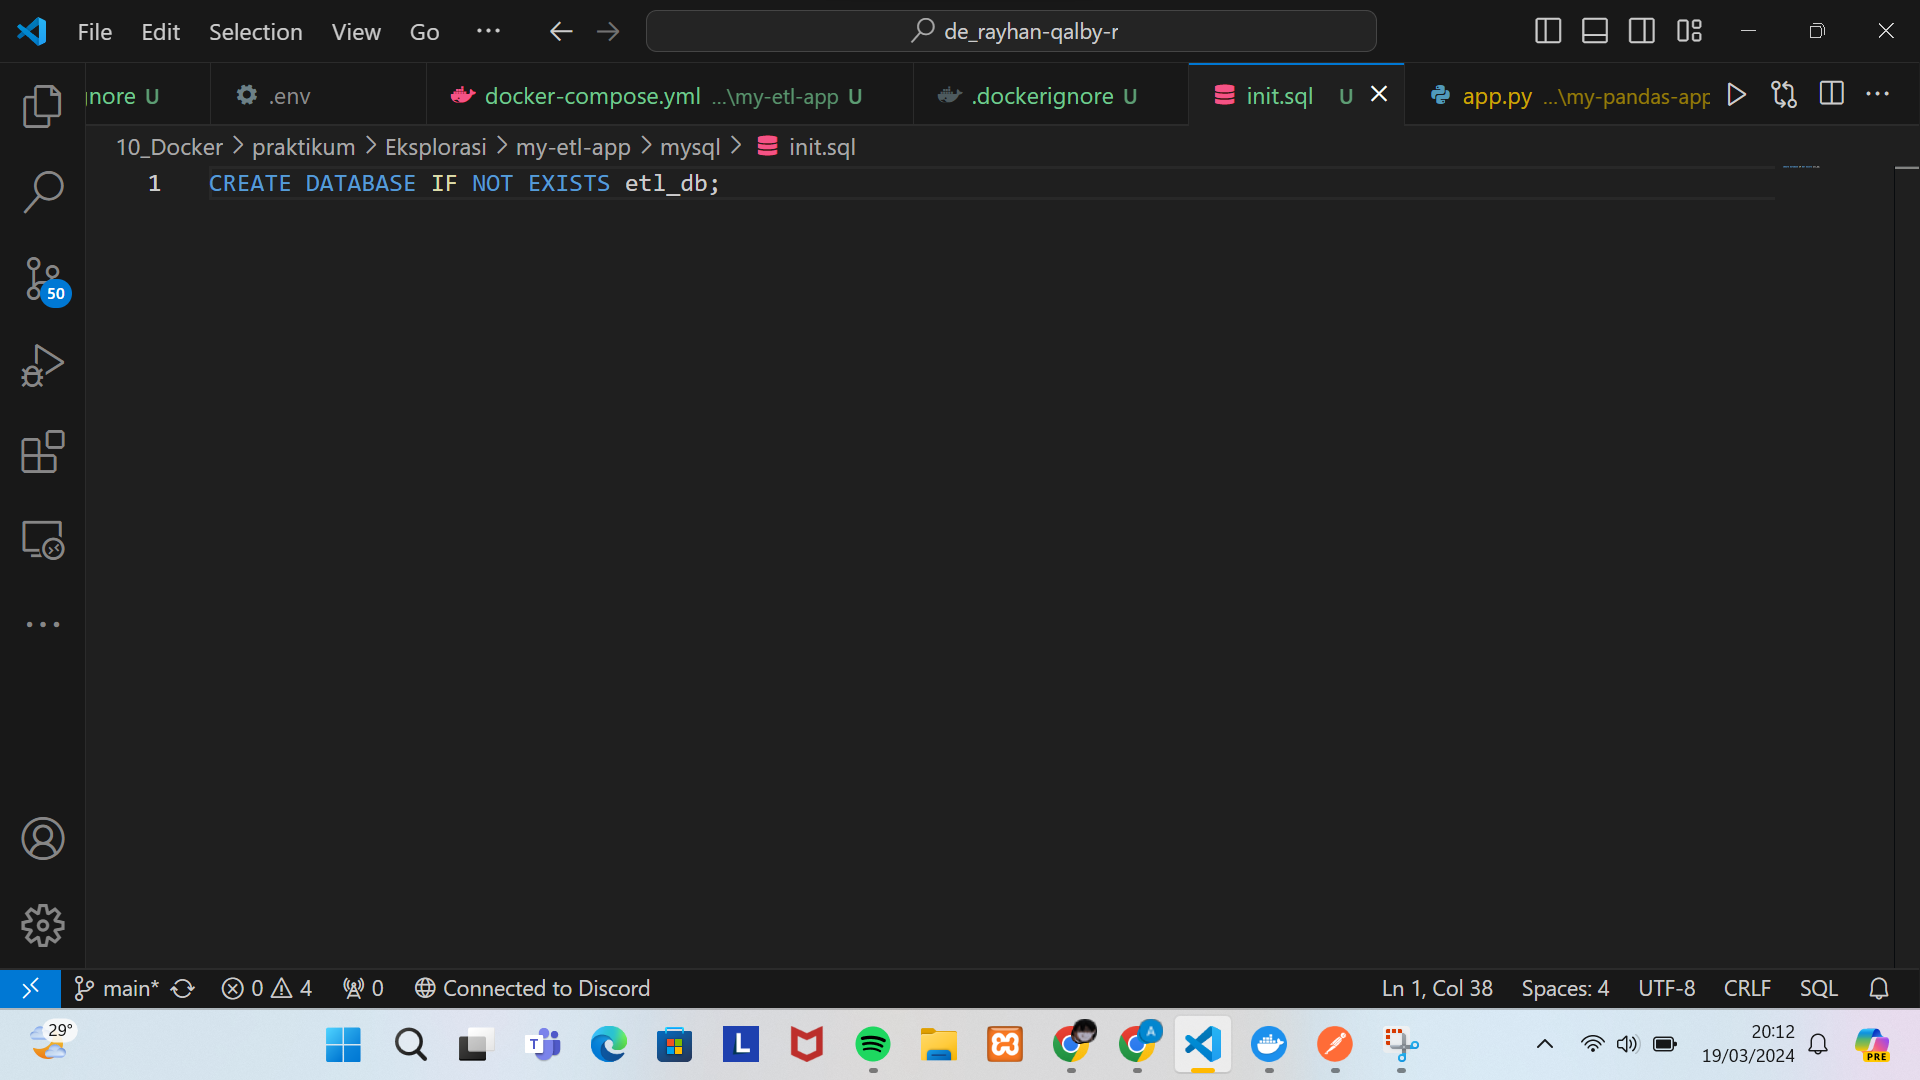 File Edit Selection View Go ··· de_rayhan-qalby-r
gnore U .env docker-compose.yml ...\my-etl-app U .dockerignore U init.sql U app.py ...\my-pandas-app
10_Docker > praktikum > Eksplorasi > my-etl-app > mysql > init.sql
1 CREATE DATABASE IF NOT EXISTS etl_db;
50
main* 0 4 0 Connected to Discord Ln 1, Col 38 Spaces: 4 UTF-8 CRLF SQL
29° T L A 20:12
19/03/2024 PRE